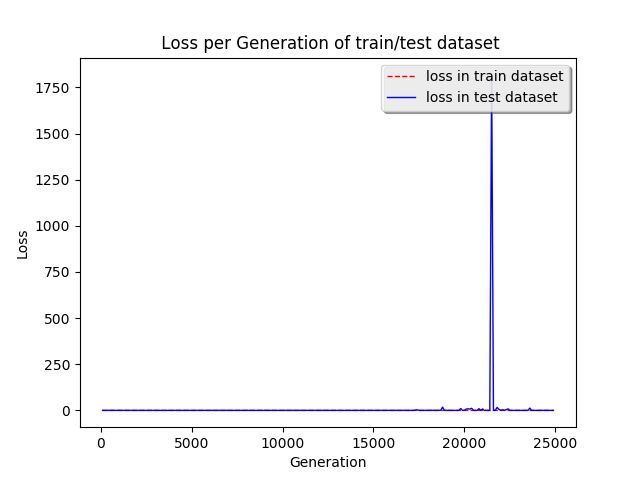 Loss per Generation of train/test dataset
loss in train dataset
loss in test dataset
1750
1500
1250
1000
750
500
250
0
Loss
0 5000 10000 15000 20000 25000
Generation